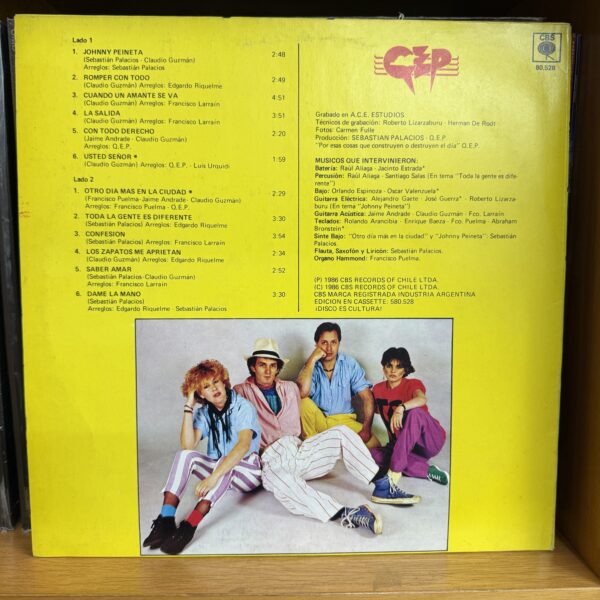 Lado 1
1. JOHNNY PEINETA 2:48
(Sebastián Palacios - Claudio Guzmán)
Arreglos: Sebastián Palacios
2. ROMPER CON TODO 2:49
(Claudio Guzmán) Arreglos: Edgardo Riquelme
3. CUANDO UN AMANTE SE VA 4:51
(Claudio Guzmán) Arreglos: Francisco Larraín
4. LA SALIDA 3:51
(Claudio Guzmán) Arreglos: Francisco Larraín
5. CON TODO DERECHO 2:20
(Jaime Andrade - Claudio Guzmán)
Arreglos: Q.E.P.
6. USTED SEÑOR * 1:59
(Claudio Guzmán) Arreglos: Q.E.P. - Luis Urquidi
Lado 2
1. OTRO DIA MAS EN LA CIUDAD * 2:29
(Francisco Puelma - Jaime Andrade - Claudio
Guzmán) Arreglos: Q.E.P.
2. TODA LA GENTE ES DIFERENTE 3:30
(Sebastián Palacios) Arreglos: Edgardo Riquelme
3. CONFESION 3:54
(Sebastián Palacios) Arreglos: Francisco Larraín
4. LOS ZAPATOS ME APRIETAN 2:34
(Claudio Guzmán) Arreglos: Edgardo Riquelme
5. SABER AMAR 2:52
(Sebastián Palacios - Claudio Guzmán)
Arreglos: Francisco Larraín
6. DAME LA MANO 3:30
(Sebastián Palacios)
Arreglos: Edgardo Riquelme - Sebastián Palacios
QEP
CBS
80.528
Grabado en A.C.E. ESTUDIOS
Técnicos de grabación: Roberto Lizarzaburu - Herman De Rodt
Fotos: Carmen Fulle
Producción: SEBASTIAN PALACIOS - Q.E.P.
"Por esas cosas que construyen o destruyen el día" Q.E.P.
MUSICOS QUE INTERVINIERON:
Batería: Raúl Aliaga - Jacinto Estrada*
Percusión: Raúl Aliaga - Santiago Salas (En tema "Toda la gente es dife-
rente")
Bajo: Orlando Espinoza - Oscar Valenzuela*
Guitarra Eléctrica: Alejandro Gaete - José Guerra* - Roberto Lizarza-
buru (En tema "Johnny Peineta")
Guitarra Acústica: Jaime Andrade - Claudio Guzmán - Fco. Larraín
Teclados: Rolando Arancibia - Enrique Baeza - Fco. Puelma - Abraham
Bronstein*
Sinte Bajo: "Otro día más en la ciudad" y "Johnny Peineta": Sebastián
Palacios.
Flauta, Saxofón y Liricón: Sebastián Palacios.
Organo Hammond: Francisco Puelma.
(P) 1986 CBS RECORDS OF CHILE LTDA.
(C) 1986 CBS RECORDS OF CHILE LTDA.
CBS MARCA REGISTRADA INDUSTRIA ARGENTINA
EDICION EN CASSETTE: 580.528
¡DISCO ES CULTURA!